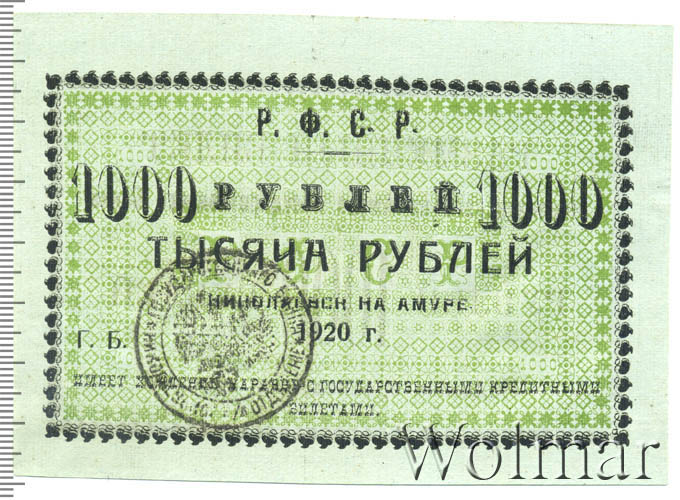 Р. Ф. С. Р.
1000 РУБЛЕЙ 1000
ТЫСЯЧА РУБЛЕЙ
НИКОЛАЕВСК НА АМУРЕ
Г. Б. 1920 г.
ИМЕЕТ ХОЖДЕНИЕ НАРАВНЕ С ГОСУДАРСТВЕННЫМИ КРЕДИТНЫМИ
БИЛЕТАМИ.
Wolmar